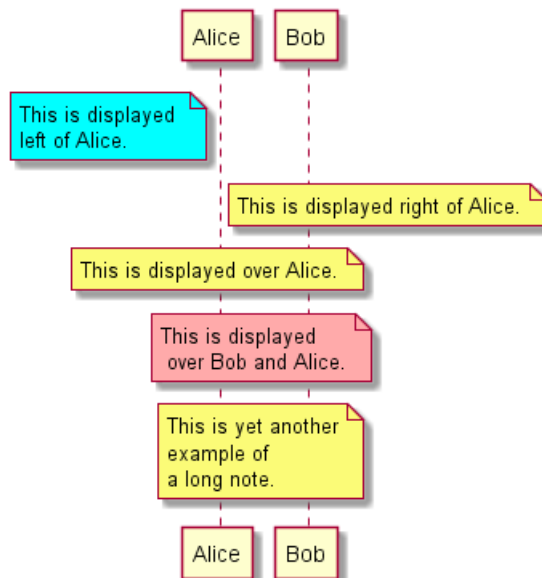 Alice Bob
This is displayed
left of Alice.
This is displayed right of Alice.
This is displayed over Alice.
This is displayed
over Bob and Alice.
This is yet another
example of
a long note.
Alice Bob